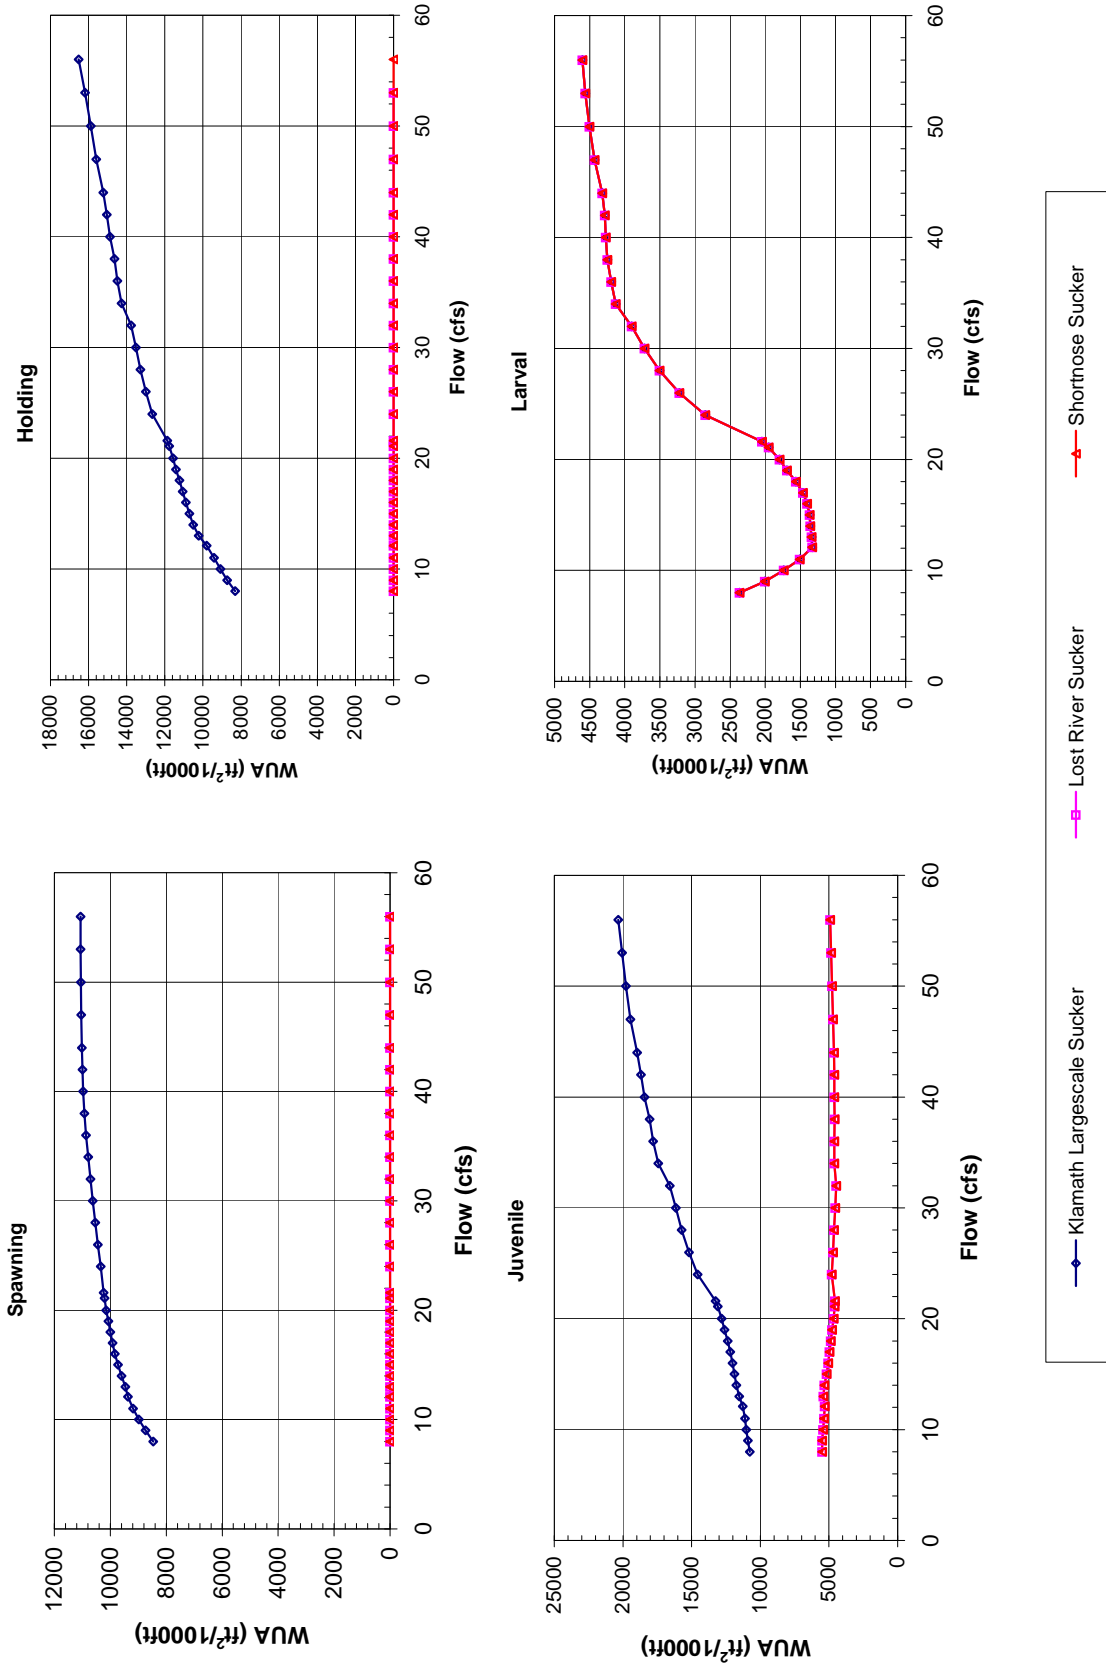 Spawning
WUA (ft²/1000ft)
12000
10000
8000
6000
4000
2000
0
0 10 20 30 40 50 60
Flow (cfs)
Holding
WUA (ft²/1000ft)
18000
16000
14000
12000
10000
8000
6000
4000
2000
0
0 10 20 30 40 50 60
Flow (cfs)
Juvenile
WUA (ft²/1000ft)
25000
20000
15000
10000
5000
0
0 10 20 30 40 50 60
Flow (cfs)
Larval
WUA (ft²/1000ft)
5000
4500
4000
3500
3000
2500
2000
1500
1000
500
0
0 10 20 30 40 50 60
Flow (cfs)
Klamath Largescale Sucker Lost River Sucker Shortnose Sucker